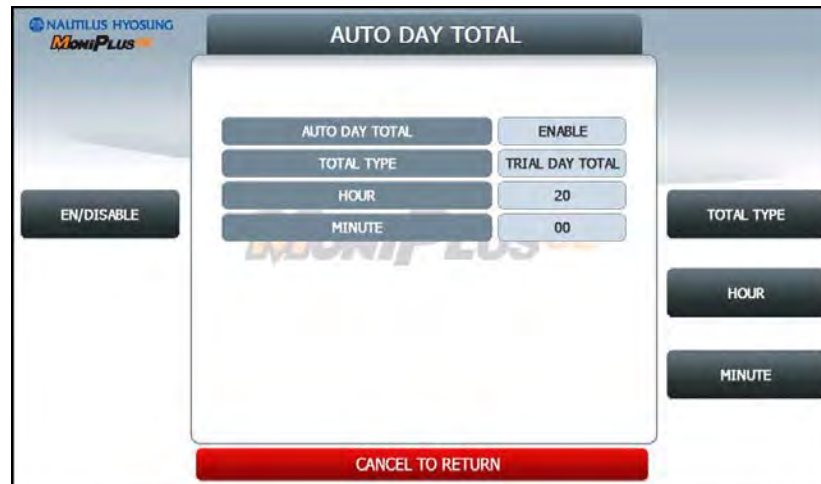 NAUTILUS HYOSUNG
MONIPLUS
AUTO DAY TOTAL
AUTO DAY TOTAL ENABLE
TOTAL TYPE TRIAL DAY TOTAL
HOUR 20
MINUTE 00
EN/DISABLE
TOTAL TYPE
HOUR
MINUTE
MONIPLUS
CANCEL TO RETURN